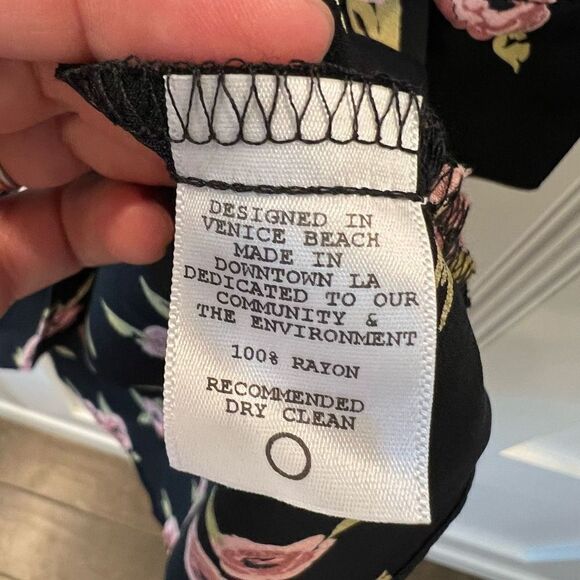 DESIGNED IN
VENICE BEACH
MADE IN
DOWNTOWN LA
DEDICATED TO OUR
COMMUNITY &
THE ENVIRONMENT
100% RAYON
RECOMMENDED
DRY CLEAN